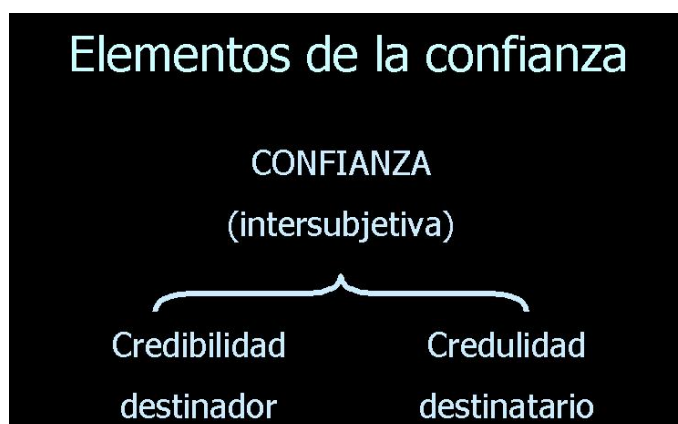 Elementos de la confianza
CONFIANZA
(intersubjetiva)
Credibilidad Credulidad
destinador destinatario